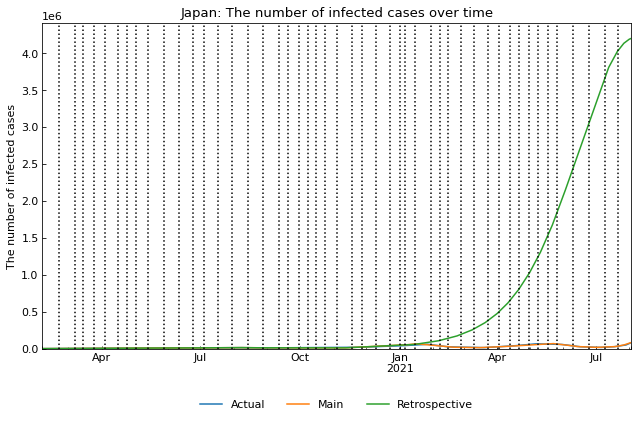 Japan: The number of infected cases over time
1e6
The number of infected cases
4.0
3.5
3.0
2.5
2.0
1.5
1.0
0.5
0.0
Apr Jul Oct Jan Apr Jul
2021
Actual Main Retrospective